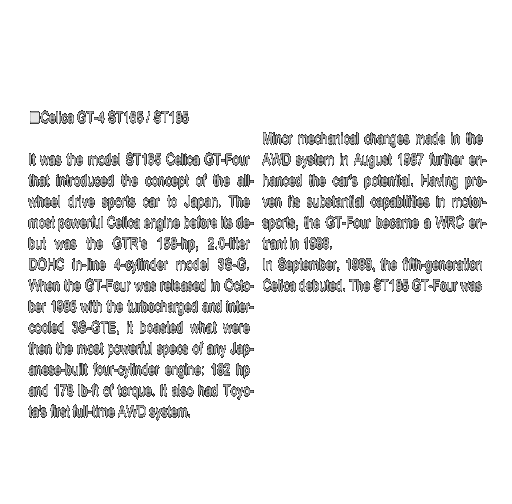 ■Celica GT-4 ST165 / ST185
It was the model ST165 Celica GT-Four
that introduced the concept of the all-
wheel drive sports car to Japan. The
most powerful Celica engine before its de-
but was the GTR's 158-hp, 2.0-liter
DOHC in-line 4-cylinder model 3S-G.
When the GT-Four was released in Octo-
ber 1985 with the turbocharged and inter-
cooled 3S-GTE, it boasted what were
then the most powerful specs of any Jap-
anese-built four-cylinder engine: 182 hp
and 178 lb-ft of torque. It also had Toyo-
ta's first full-time AWD system.
Minor mechanical changes made in the
AWD system in August 1987 further en-
hanced the car's potential. Having pro-
ven its substantial capabilities in motor-
sports, the GT-Four became a WRC en-
trant in 1988.
In September, 1989, the fifth-generation
Celica debuted. The ST185 GT-Four was